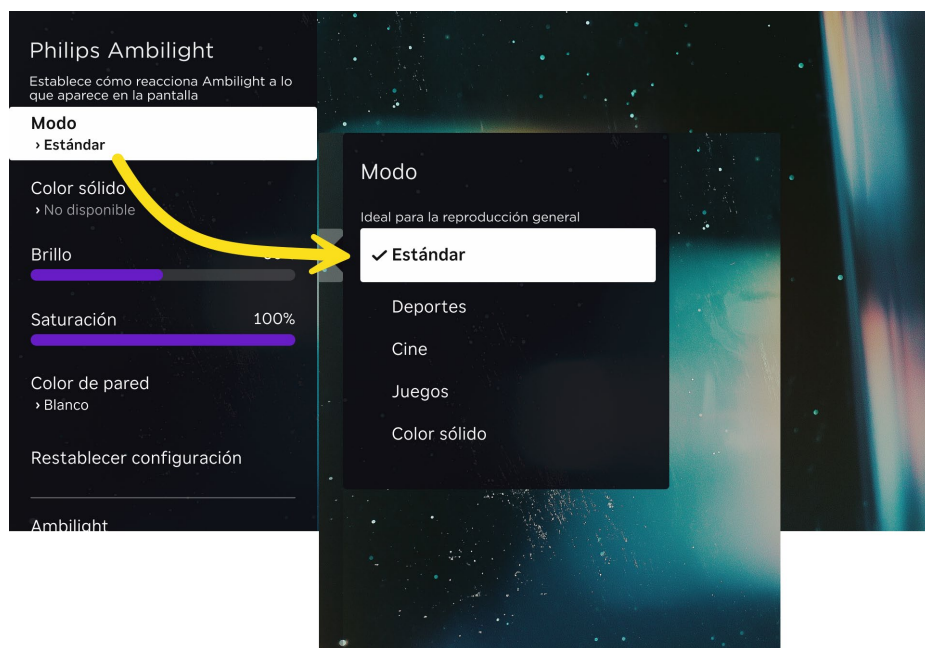 Philips Ambilight
Establece cómo reacciona Ambilight a lo
que aparece en la pantalla
Modo
› Estándar
Color sólido
› No disponible
Brillo
Saturación 100%
Color de pared
› Blanco
Restablecer configuración
Ambilight
Modo
Ideal para la reproducción general
✓ Estándar
Deportes
Cine
Juegos
Color sólido